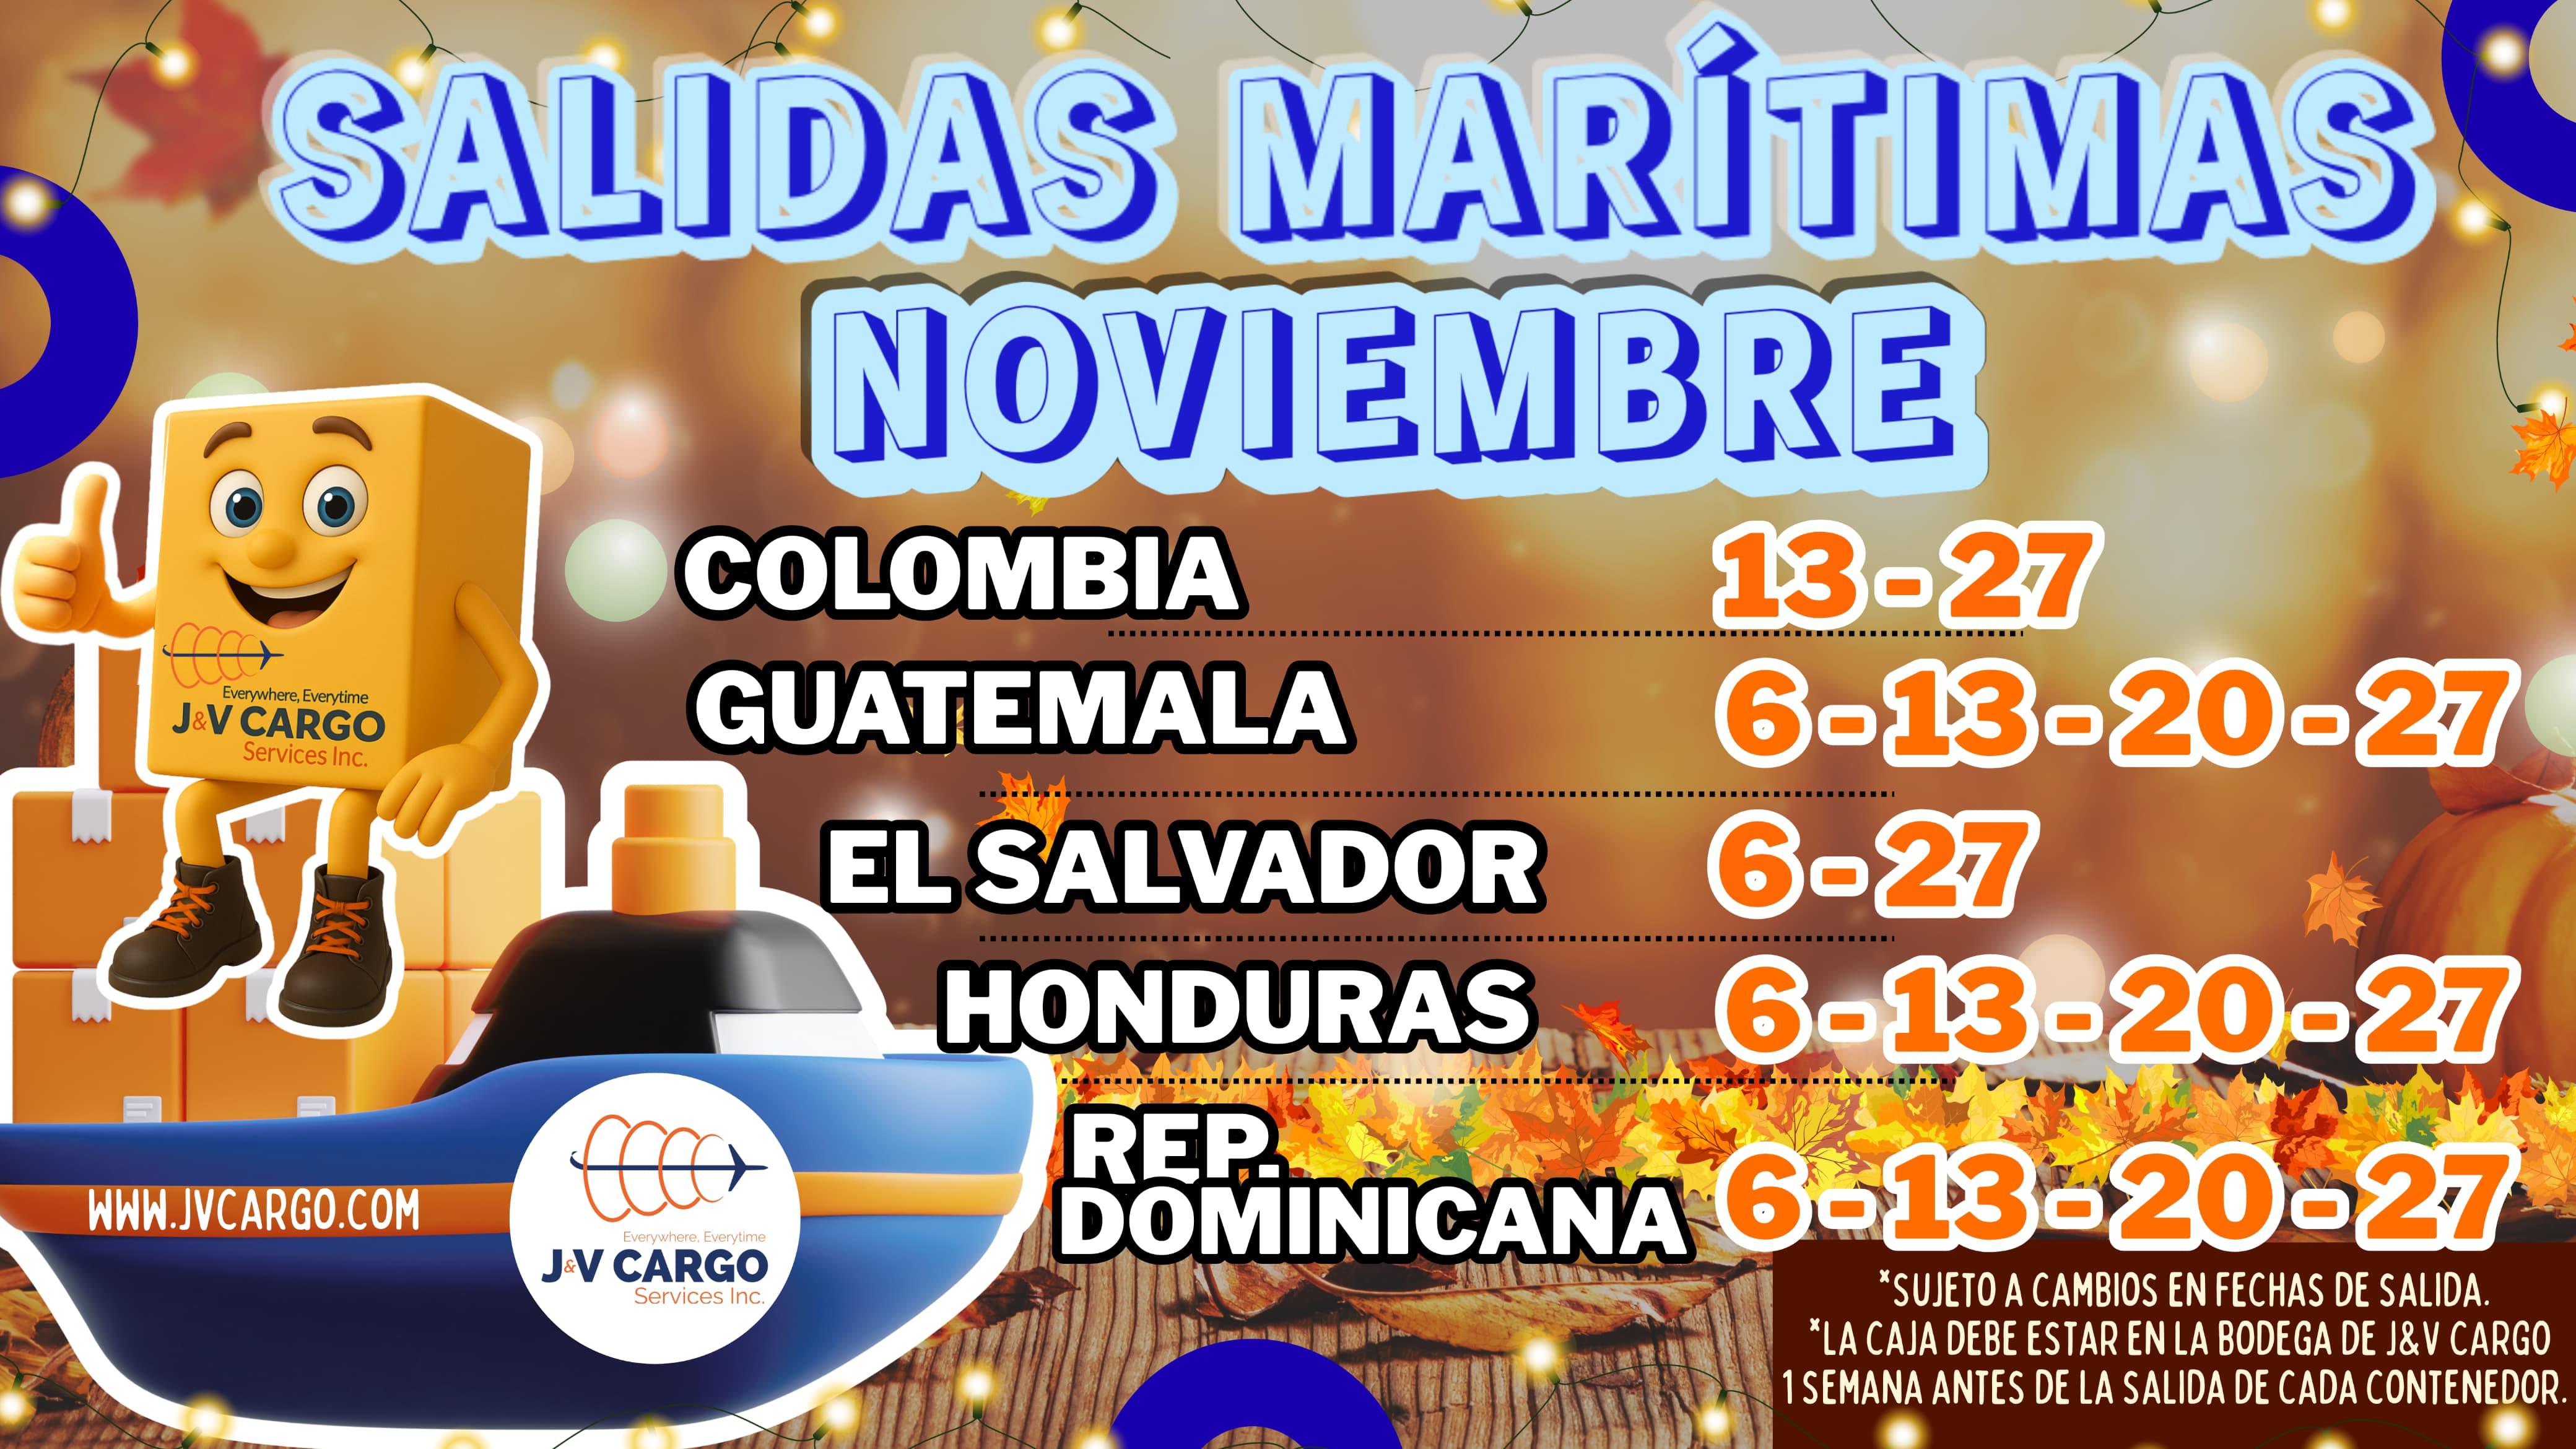 SALIDAS MARÍTIMAS
NOVIEMBRE
COLOMBIA 13 - 27
GUATEMALA 6 - 13 - 20 - 27
EL SALVADOR 6 - 27
HONDURAS 6 - 13 - 20 - 27
REP.
DOMINICANA 6 - 13 - 20 - 27
Everywhere, Everytime
J&V CARGO
Services Inc.
WWW.JVCARGO.COM
Everywhere, Everytime
J&V CARGO
Services Inc.
*SUJETO A CAMBIOS EN FECHAS DE SALIDA.
*LA CAJA DEBE ESTAR EN LA BODEGA DE J&V CARGO
1 SEMANA ANTES DE LA SALIDA DE CADA CONTENEDOR.